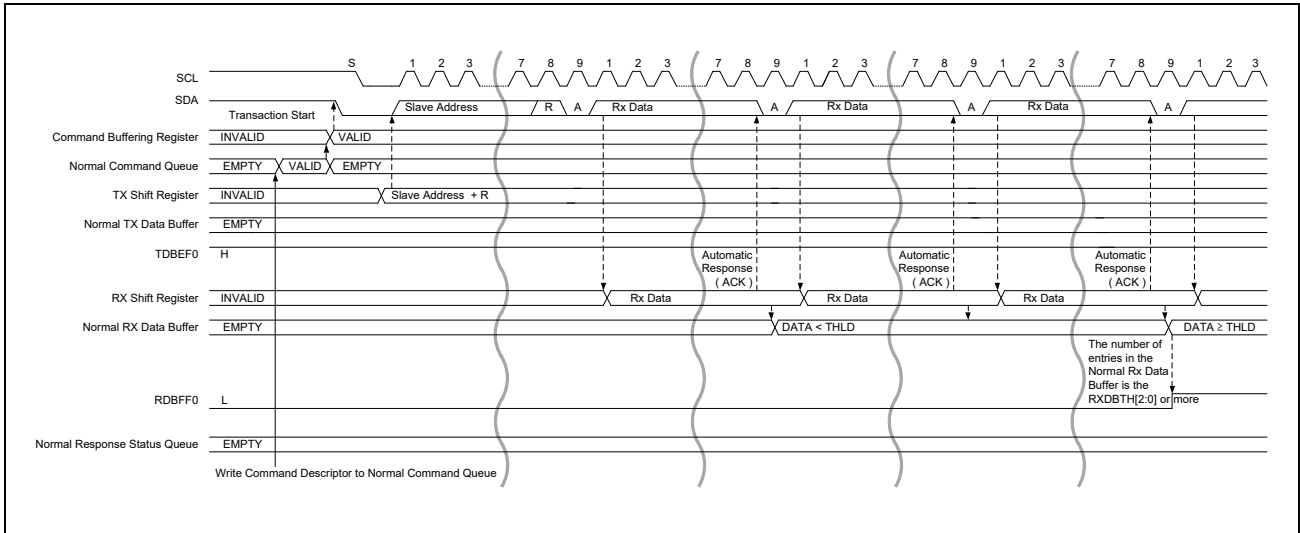 S 1 2 3 7 8 9 1 2 3 7 8 9 1 2 3 7 8 9 1 2 3 7 8 9 1 2 3
SCL
SDA
Transaction Start
Slave Address R A Rx Data A Rx Data A Rx Data A
Command Buffering Register INVALID VALID
Normal Command Queue EMPTY VALID EMPTY
TX Shift Register INVALID Slave Address + R
Normal TX Data Buffer EMPTY
TDBEF0 H
Automatic
Response
( ACK )
Automatic
Response
( ACK )
Automatic
Response
( ACK )
RX Shift Register INVALID Rx Data Rx Data Rx Data
Normal RX Data Buffer EMPTY DATA < THLD DATA ≥ THLD
The number of
entries in the
Normal Rx Data
Buffer is the
RXDBTH[2:0] or more
RDBFF0 L
Normal Response Status Queue EMPTY
Write Command Descriptor to Normal Command Queue